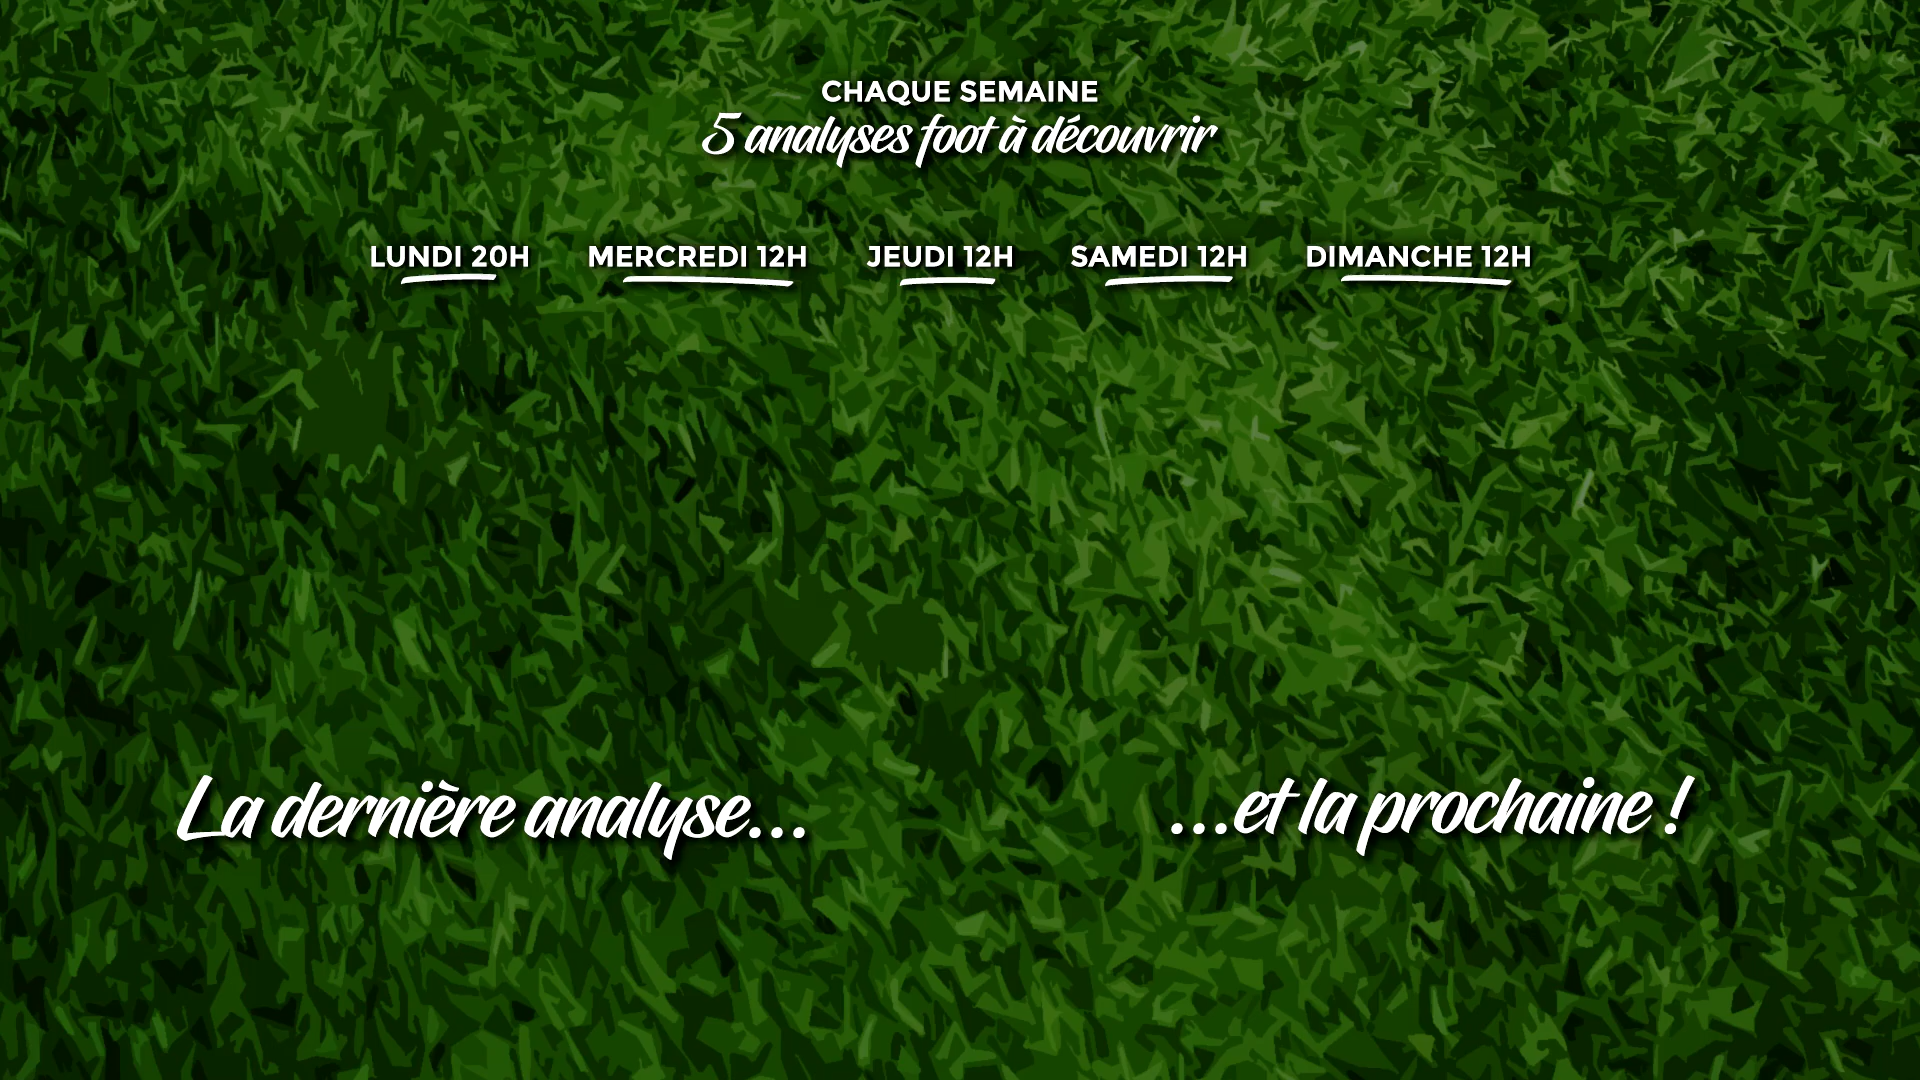 CHAQUE SEMAINE
5 analyses foot à découvrir
LUNDI 20H MERCREDI 12H JEUDI 12H SAMEDI 12H DIMANCHE 12H
La dernière analyse... ...et la prochaine !